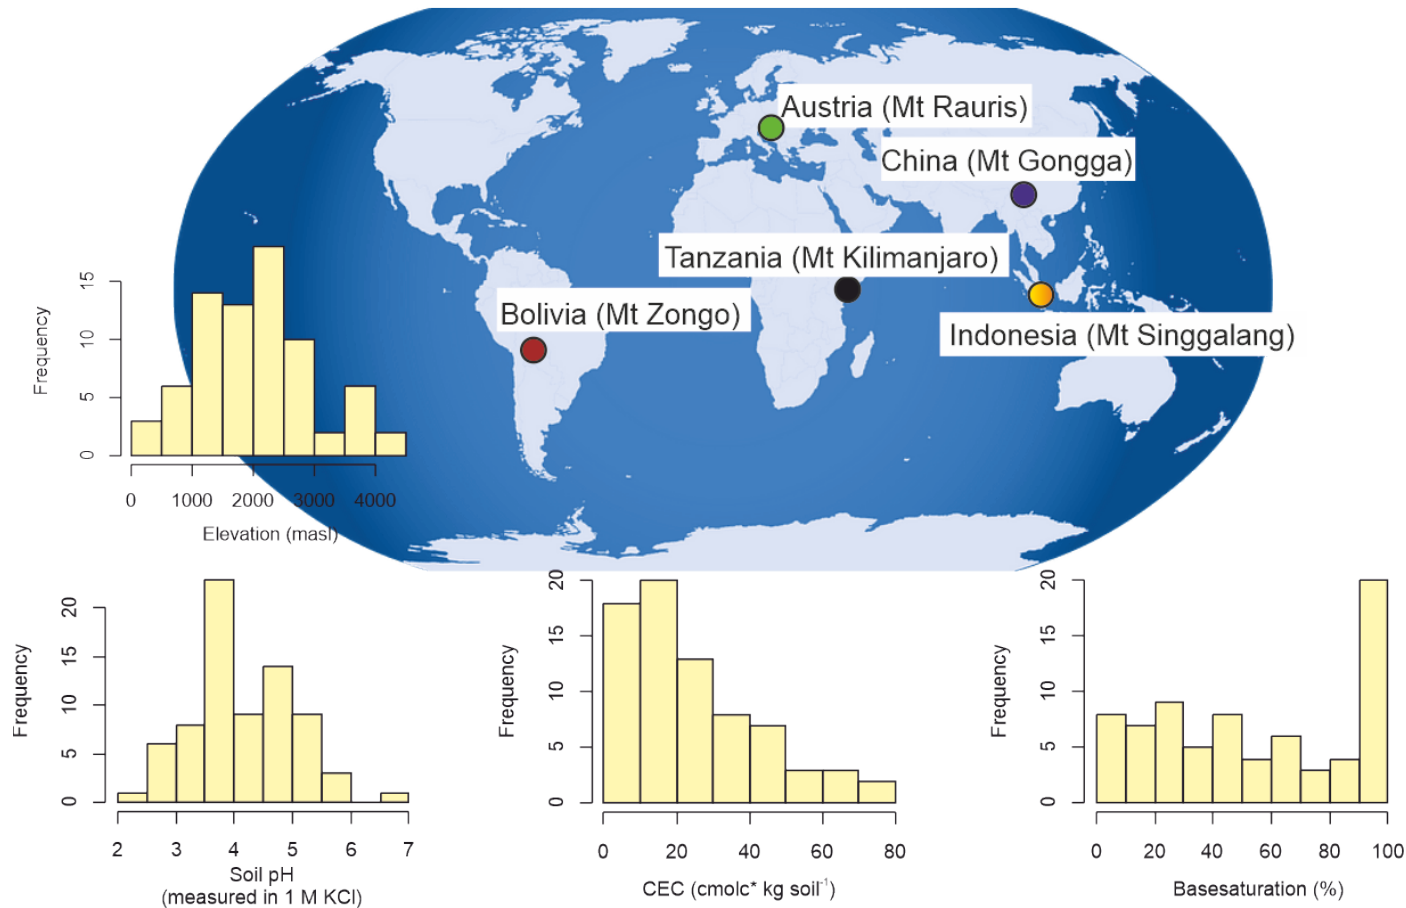 Austria (Mt Rauris)
China (Mt Gongga)
Tanzania (Mt Kilimanjaro)
Bolivia (Mt Zongo)
Indonesia (Mt Singgalang)
Frequency
15
10
5
0
0 1000 2000 3000 4000
Elevation (masl)
Frequency
20
15
10
5
0
2 3 4 5 6 7
Soil pH
(measured in 1 M KCl)
Frequency
20
15
10
5
0
0 20 40 60 80
CEC (cmolc* kg soil⁻¹)
Frequency
20
15
10
5
0
0 20 40 60 80 100
Basesaturation (%)